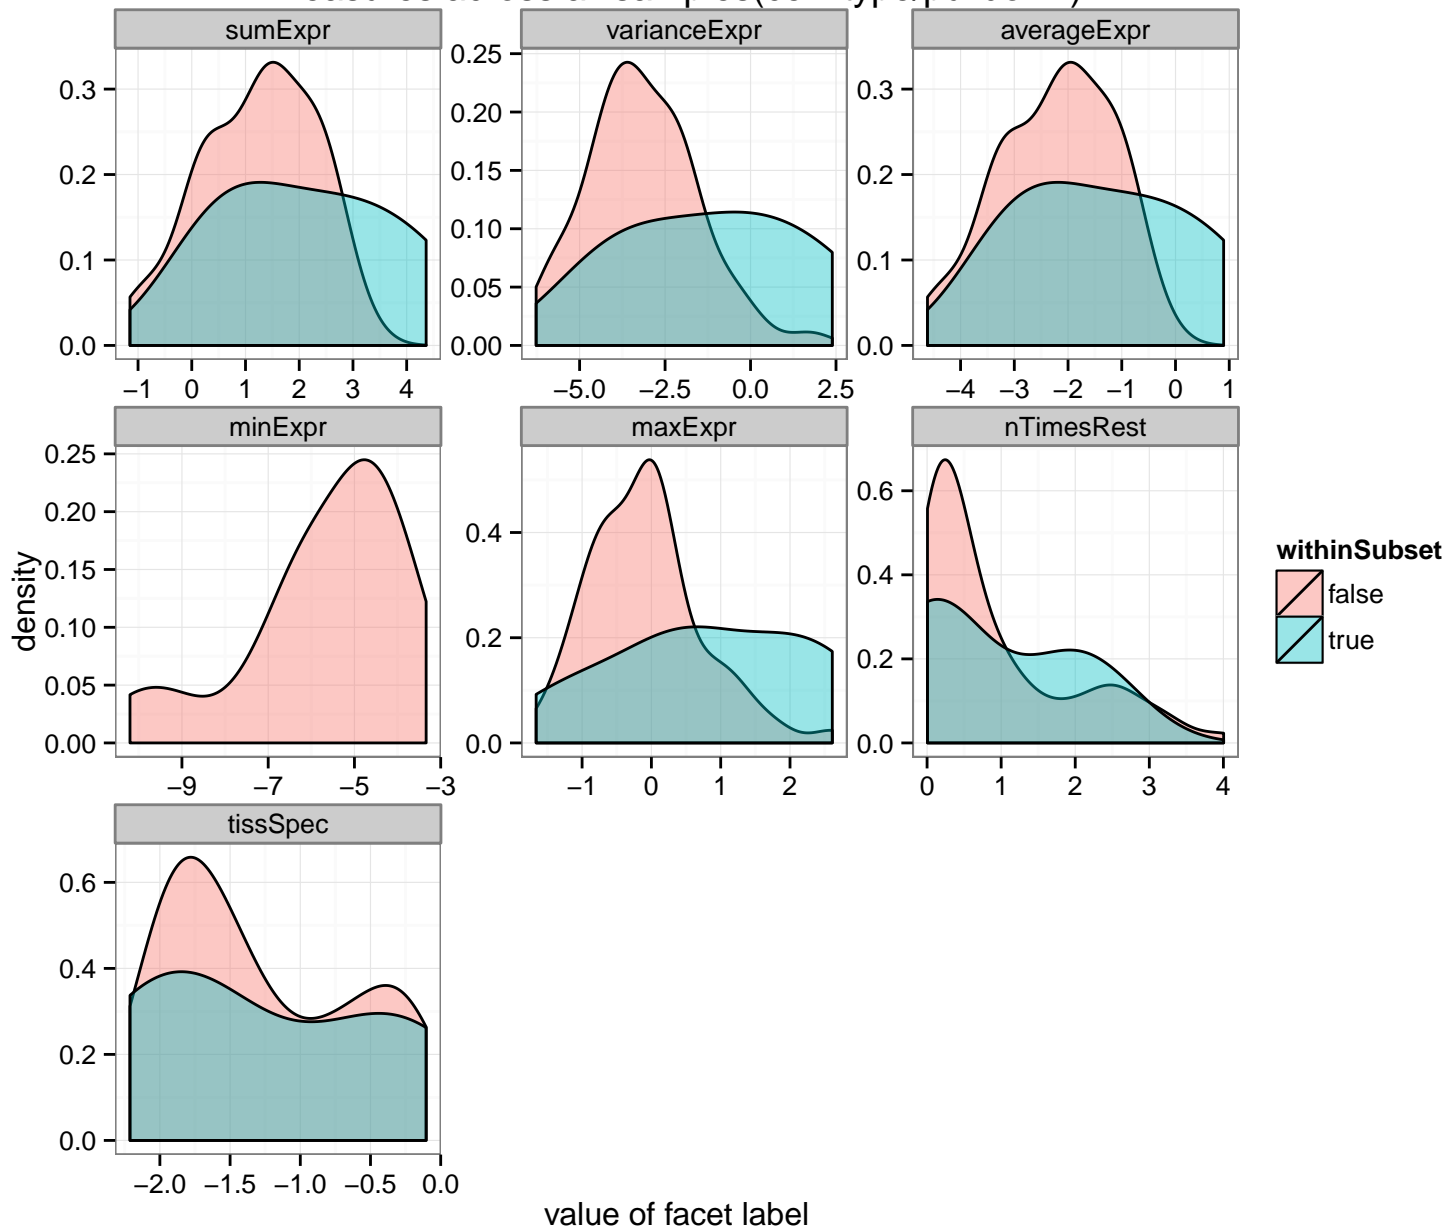 sumExpr varianceExpr averageExpr
0.3 0.2 0.1 0.0
0.25 0.20 0.15 0.10 0.05 0.00
0.3 0.2 0.1 0.0
−1 0 1 2 3 4
−5.0 −2.5 0.0 2.5
−4 −3 −2 −1 0 1
minExpr maxExpr nTimesRest
density
0.25 0.20 0.15 0.10 0.05 0.00
0.4 0.2 0.0
0.6 0.4 0.2 0.0
−9 −7 −5 −3
−1 0 1 2
0 1 2 3 4
withinSubset
false
true
tissSpec
0.6 0.4 0.2 0.0
−2.0 −1.5 −1.0 −0.5 0.0
value of facet label